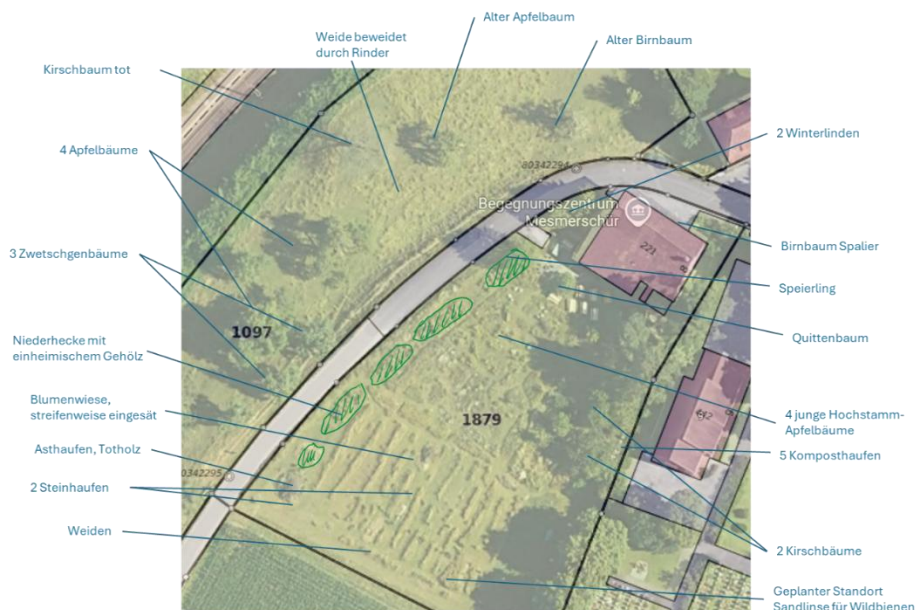 Alter Apfelbaum
Weide beweidet
durch Rinder
Alter Birnbaum
Kirschbaum tot
2 Winterlinden
4 Apfelbäume
80342294
Begegnungszentrum
Mesmerschür
221
Birnbaum Spalier
3 Zwetschgenbäume
Speierling
1097
Quittenbaum
Niederhecke mit
einheimischem Gehölz
Blumenwiese,
streifenweise eingesät
1879
442
4 junge Hochstamm-
Apfelbäume
Asthaufen, Totholz
5 Komposthaufen
0342295
2 Steinhaufen
Weiden
2 Kirschbäume
Geplanter Standort
Sandlinse für Wildbienen